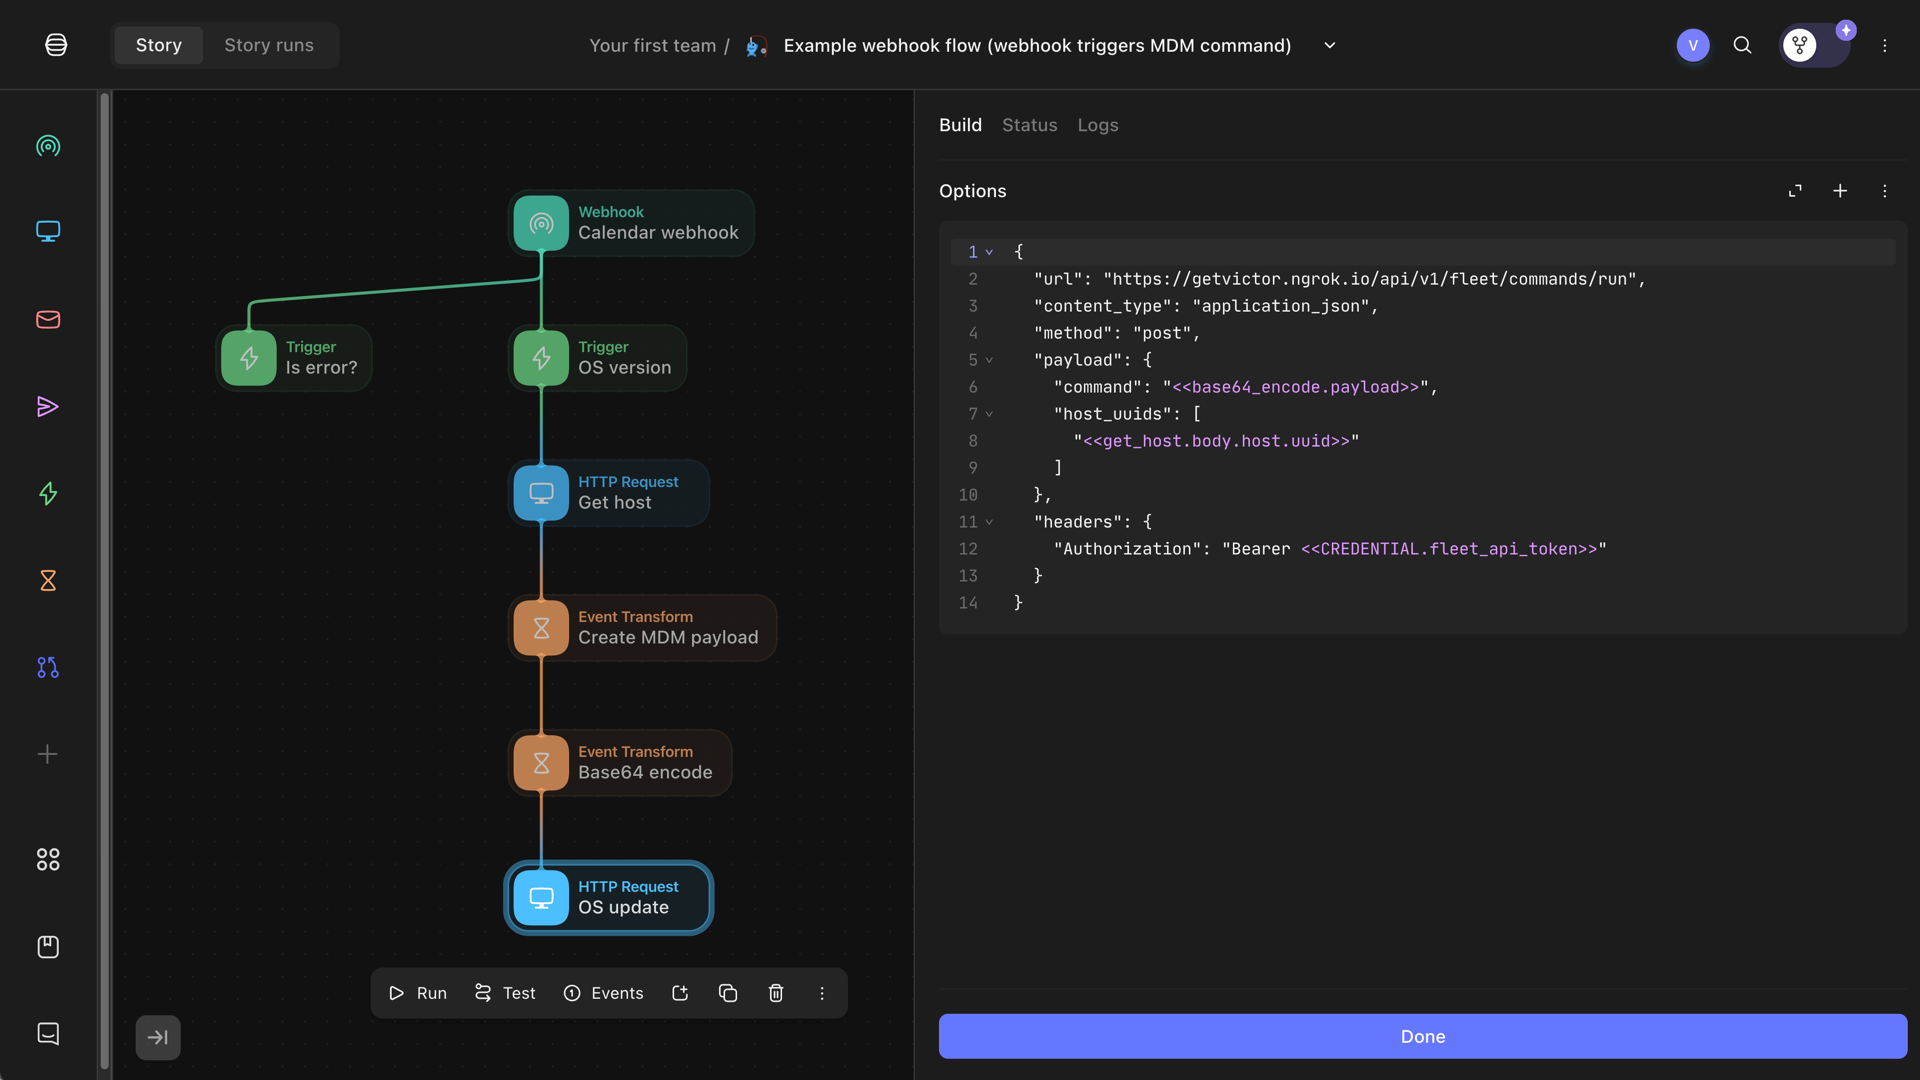 Story
Story runs
Your first team /
Example webhook flow (webhook triggers MDM command)
V
Webhook
Calendar webhook
Trigger
Is error?
Trigger
OS version
HTTP Request
Get host
Event Transform
Create MDM payload
Event Transform
Base64 encode
HTTP Request
OS update
Run
Test
1
Events
Build
Status
Logs
Options
1 {
2 "url": "https://getvictor.ngrok.io/api/v1/fleet/commands/run",
3 "content_type": "application_json",
4 "method": "post",
5 "payload": {
6 "command": "<<base64_encode.payload>>",
7 "host_uuids": [
8 "<<get_host.body.host.uuid>>"
9 ]
10 },
11 "headers": {
12 "Authorization": "Bearer <<CREDENTIAL.fleet_api_token>>"
13 }
14 }
Done